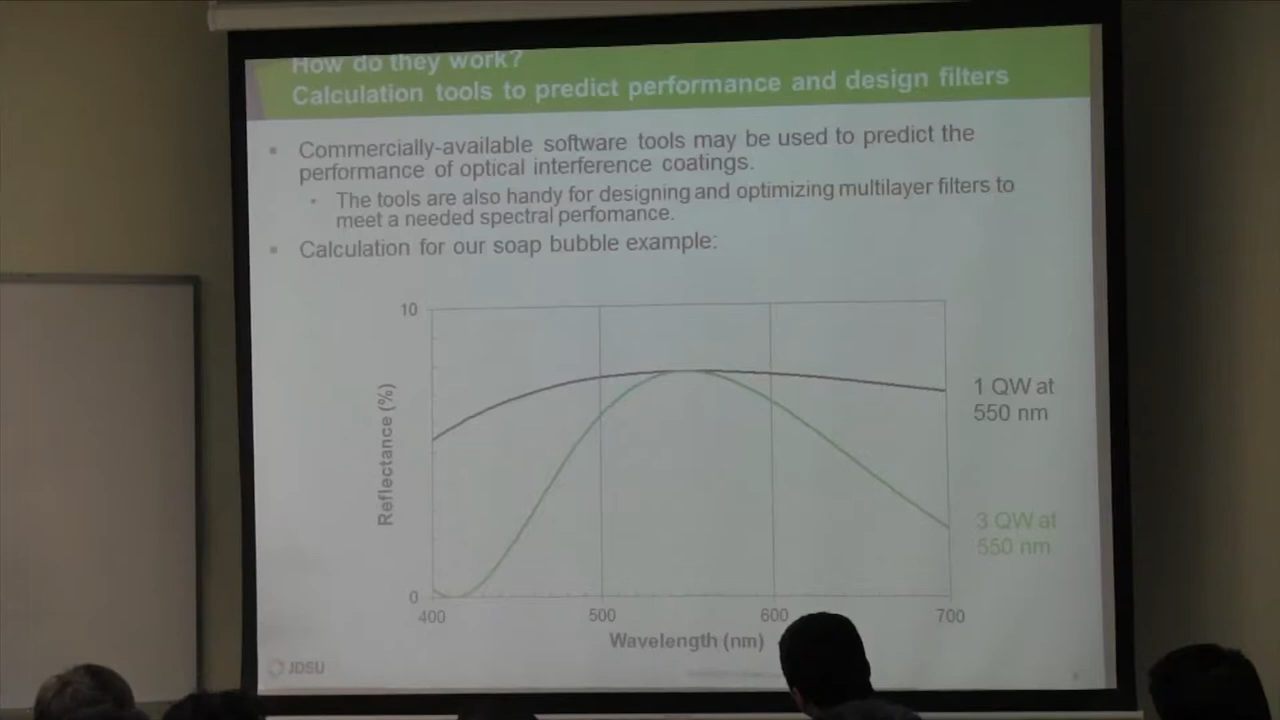 How do they work?
Calculation tools to predict performance and design filters
Commercially-available software tools may be used to predict the
performance of optical interference coatings.
The tools are also handy for designing and optimizing multilayer filters to
meet a needed spectral perfomance.
Calculation for our soap bubble example:
10
Reflectance (%)
0
1 QW at
550 nm
3 QW at
550 nm
400 500 600 700
Wavelength (nm)
JDSU